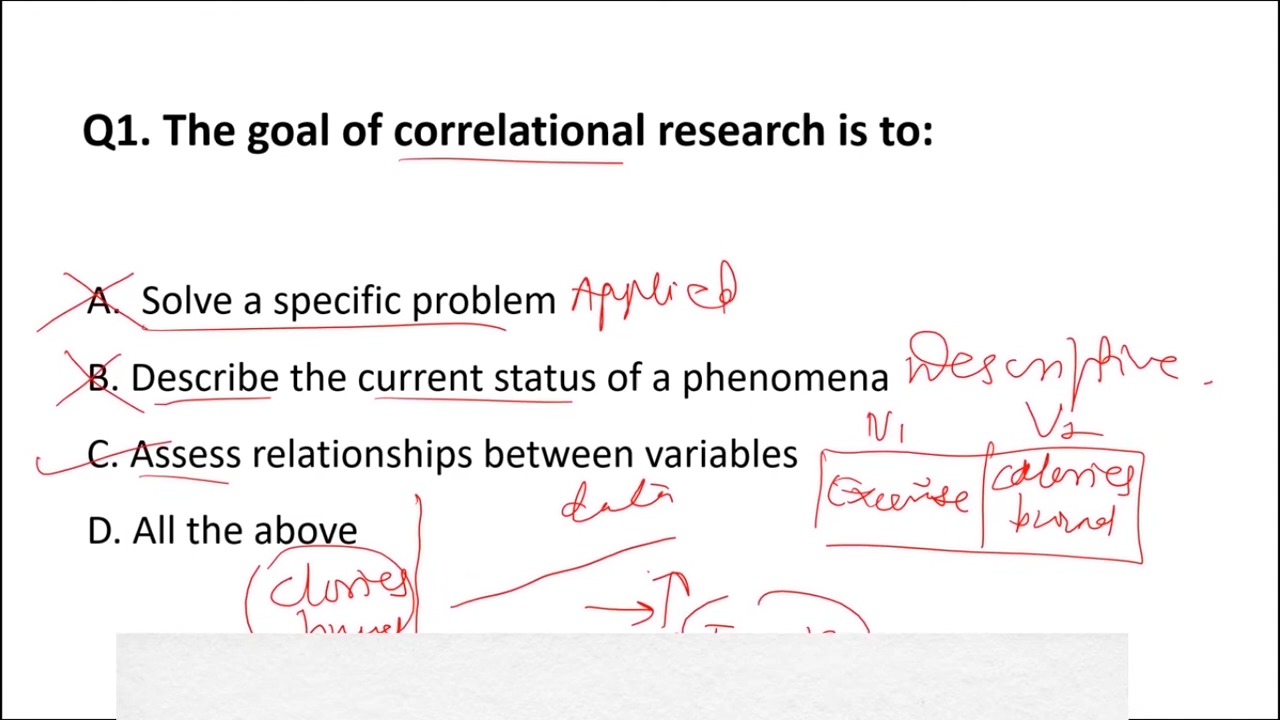 Q1. The goal of correlational research is to:
A. Solve a specific problem Applied
B. Describe the current status of a phenomena Descriptive.
V1 V2
C. Assess relationships between variables
Exercise calories
burned
data
D. All the above